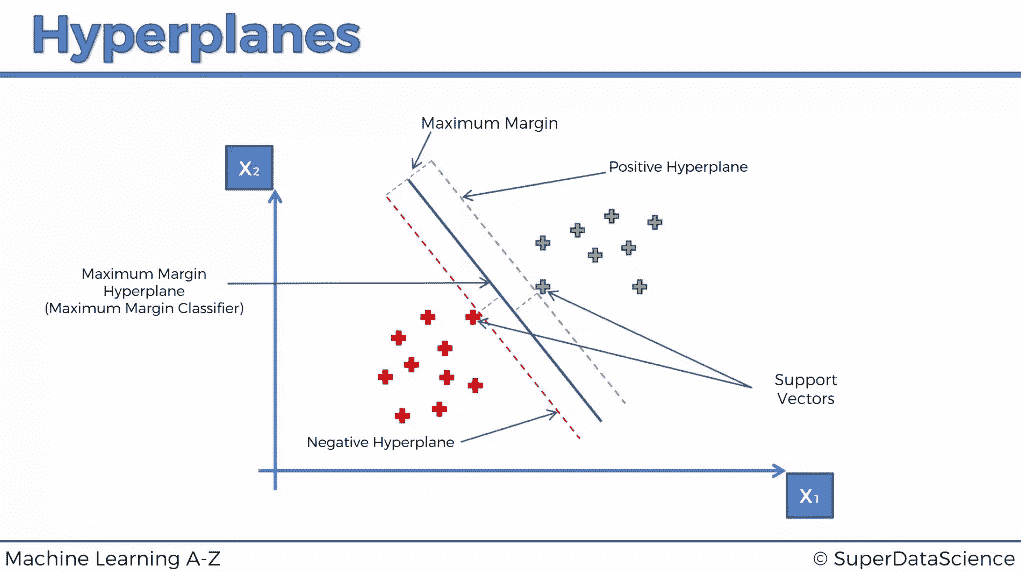 Hyperplanes
Maximum Margin
X₂
Positive Hyperplane
Maximum Margin
Hyperplane
(Maximum Margin Classifier)
Support
Vectors
Negative Hyperplane
X₁
Machine Learning A-Z
© SuperDataScience